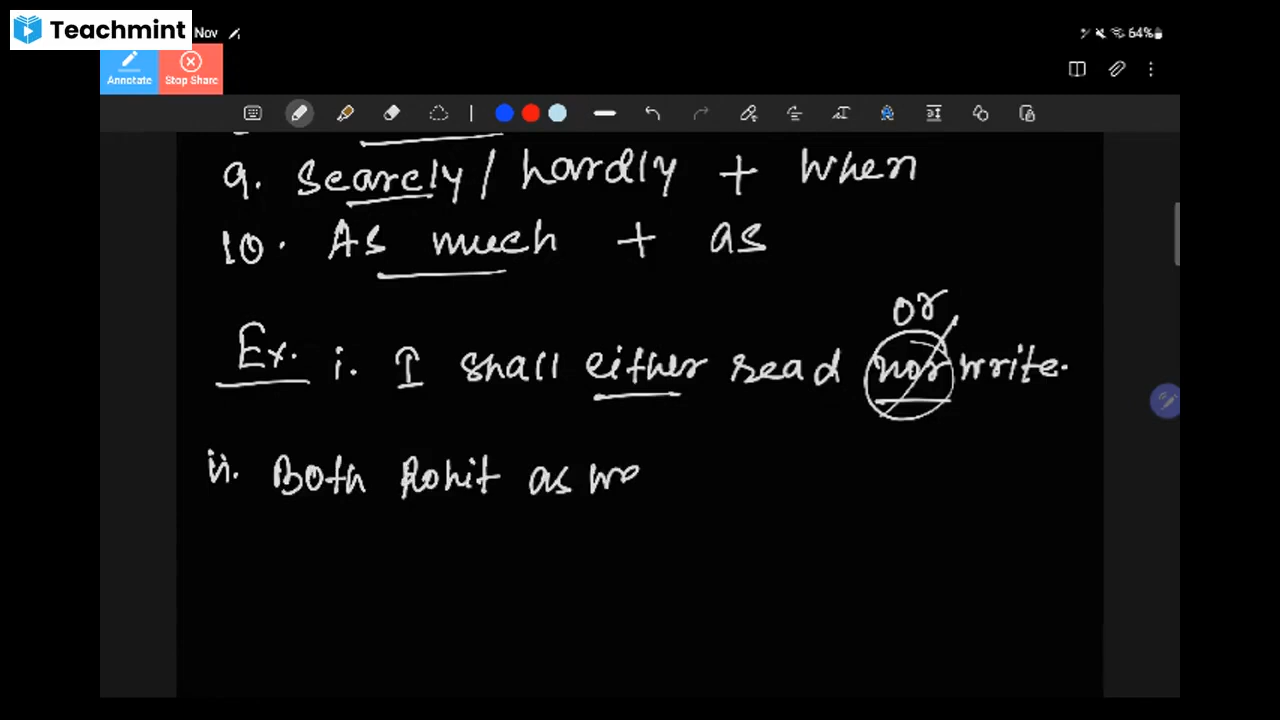 Teachmint
Nov
64%
Annotate
Stop Share
9. Scarcely / hardly + when
10. As much + as
or
Ex. i. I shall either read nor write.
ii. Both Rohit as we